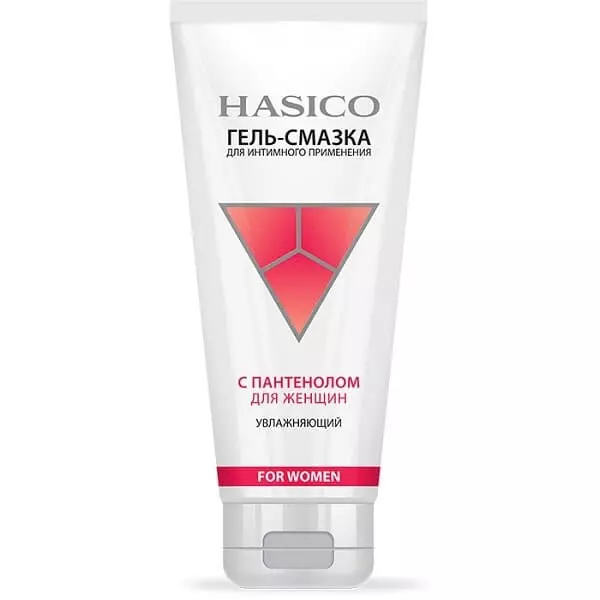 HASICO
ГЕЛЬ-СМАЗКА
ДЛЯ ИНТИМНОГО ПРИМЕНЕНИЯ
С ПАНТЕНОЛОМ
ДЛЯ ЖЕНЩИН
УВЛАЖНЯЮЩИЙ
FOR WOMEN